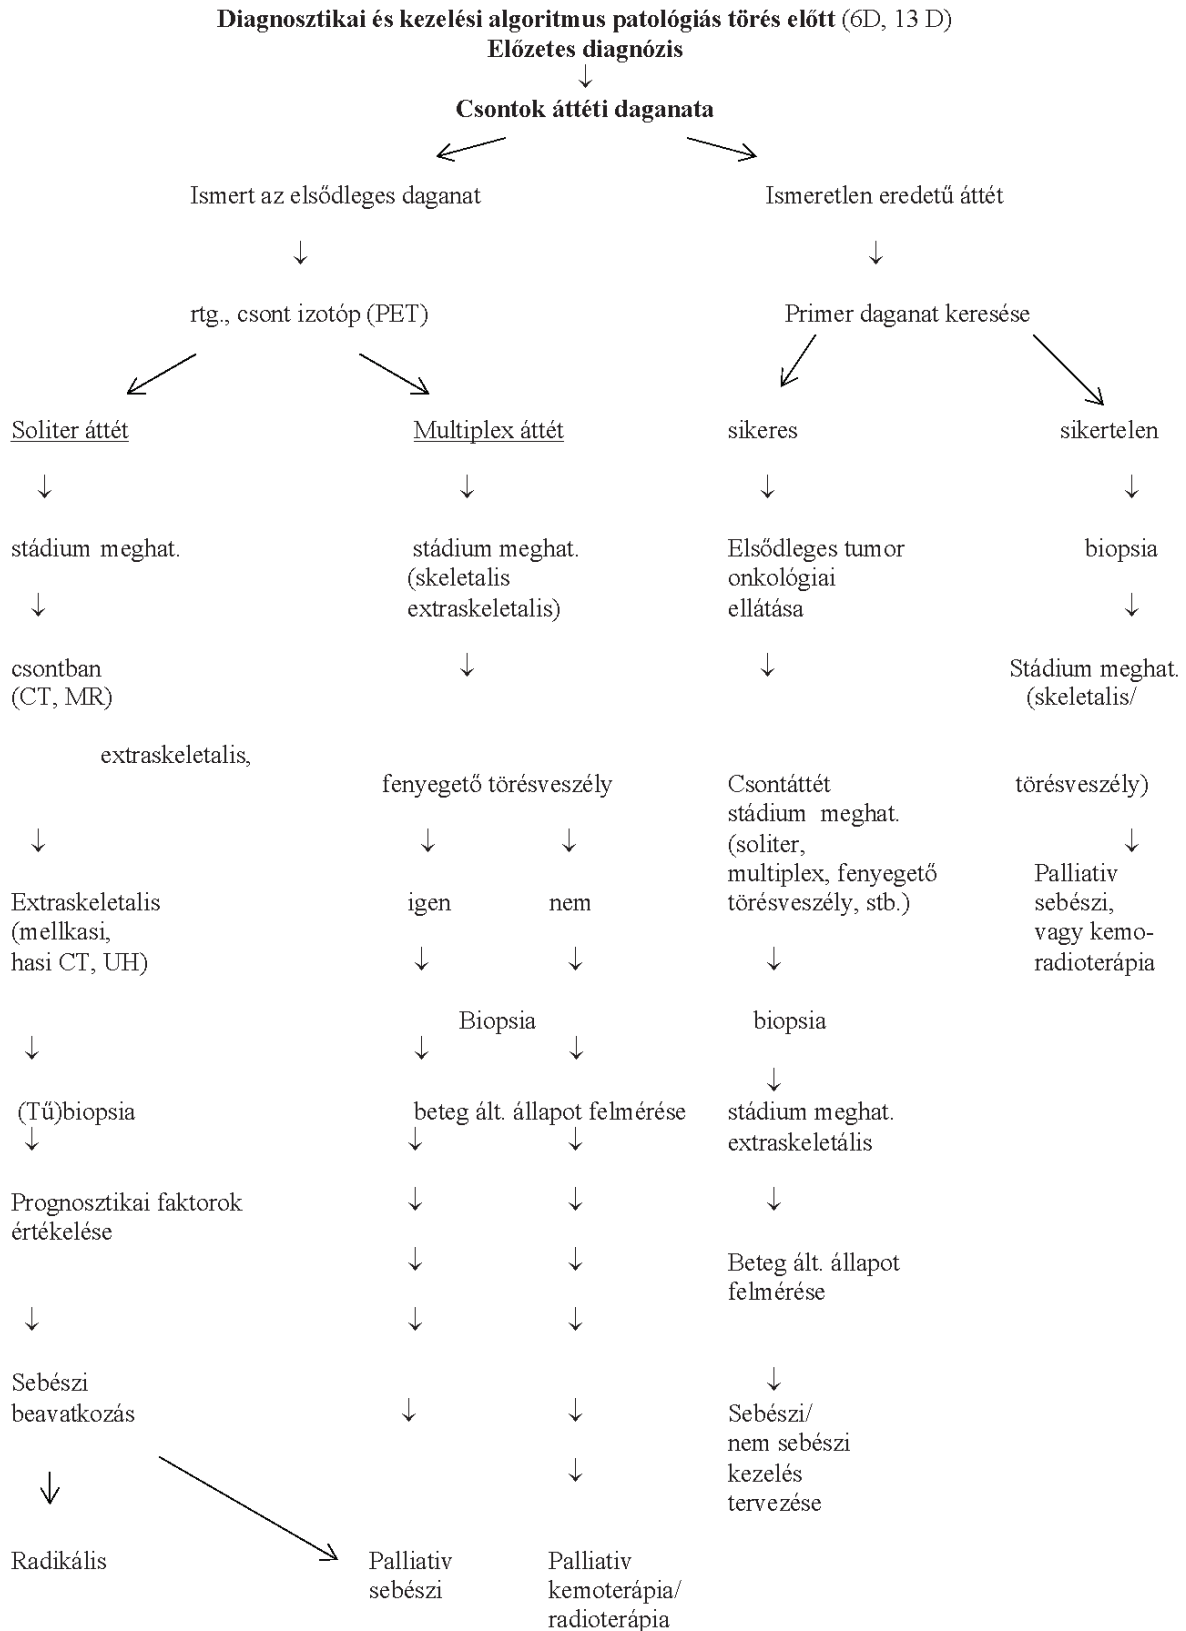 Diagnosztikai és kezelési algoritmus patológiás törés előtt (6D, 13 D)
Előzetes diagnózis
↓
Csontok áttéti daganata
Ismert az elsődleges daganat Ismeretlen eredetű áttét
↓ ↓
rtg., csont izotóp (PET) Primer daganat keresése
Soliter áttét Multiplex áttét sikeres sikertelen
↓ ↓ ↓ ↓
stádium meghat. stádium meghat. Elsődleges tumor biopsia
(skeletalis onkológiai
↓ extraskeletalis) ellátása ↓
csontban ↓ ↓ Stádium meghat.
(CT, MR) (skeletalis/
extraskeletalis,
fenyegető törésveszély Csontáttét törésveszély)
stádium meghat.
↓ ↓ ↓ (soliter, ↓
multiplex, fenyegető Palliativ
Extraskeletalis igen nem törésveszély, stb.) sebészi,
(mellkasi, vagy kemo-
hasi CT, UH) ↓ ↓ ↓ radioterápia
Biopsia biopsia
↓ ↓ ↓
↓
(Tű)biopsia beteg ált. állapot felmérése stádium meghat.
↓ ↓ ↓ extraskeletális
Prognosztikai faktorok ↓ ↓ ↓
értékelése
↓ ↓ Beteg ált. állapot
felmérése
↓ ↓ ↓
Sebészi ↓
beavatkozás ↓ ↓ Sebészi/
nem sebészi
↓ ↓ kezelés
tervezése
Radikális Palliativ Palliativ
sebészi kemoterápia/
radioterápia